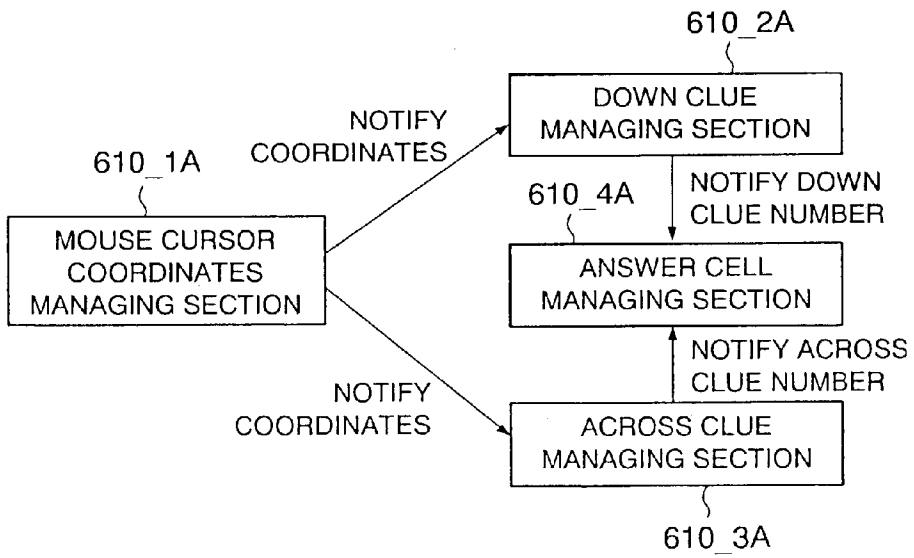 610_2A
DOWN CLUE
MANAGING SECTION
NOTIFY
COORDINATES
610_1A
MOUSE CURSOR
COORDINATES
MANAGING SECTION
NOTIFY DOWN
CLUE NUMBER
610_4A
ANSWER CELL
MANAGING SECTION
NOTIFY ACROSS
CLUE NUMBER
NOTIFY
COORDINATES
ACROSS CLUE
MANAGING SECTION
610_3A